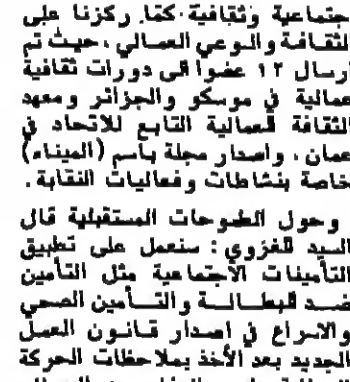 جتماعية وثقافية . كما . ركزنا على
الثقافة والوعي العمالي ، حيث تم
ارسال ١٢ عضوا الى دورات ثقافية
عمالية في موسكو والجزائر ومعهد
الثقافة العمالية التابع للاتحاد في
عمان ، واصدار مجلة باسم (الميناء)
خاصة بنشاطات وفعاليات النقابة .
وحول الطموحات المستقبلية قال
السيد الغزوي : سنعمل على تطبيق
التأمينات الاجتماعية مثل التأمين
ضد البطالة والتأمين الصحي
والاسراع في اصدار قانون العمل
الجديد بعد الأخذ بملاحظات الحركة